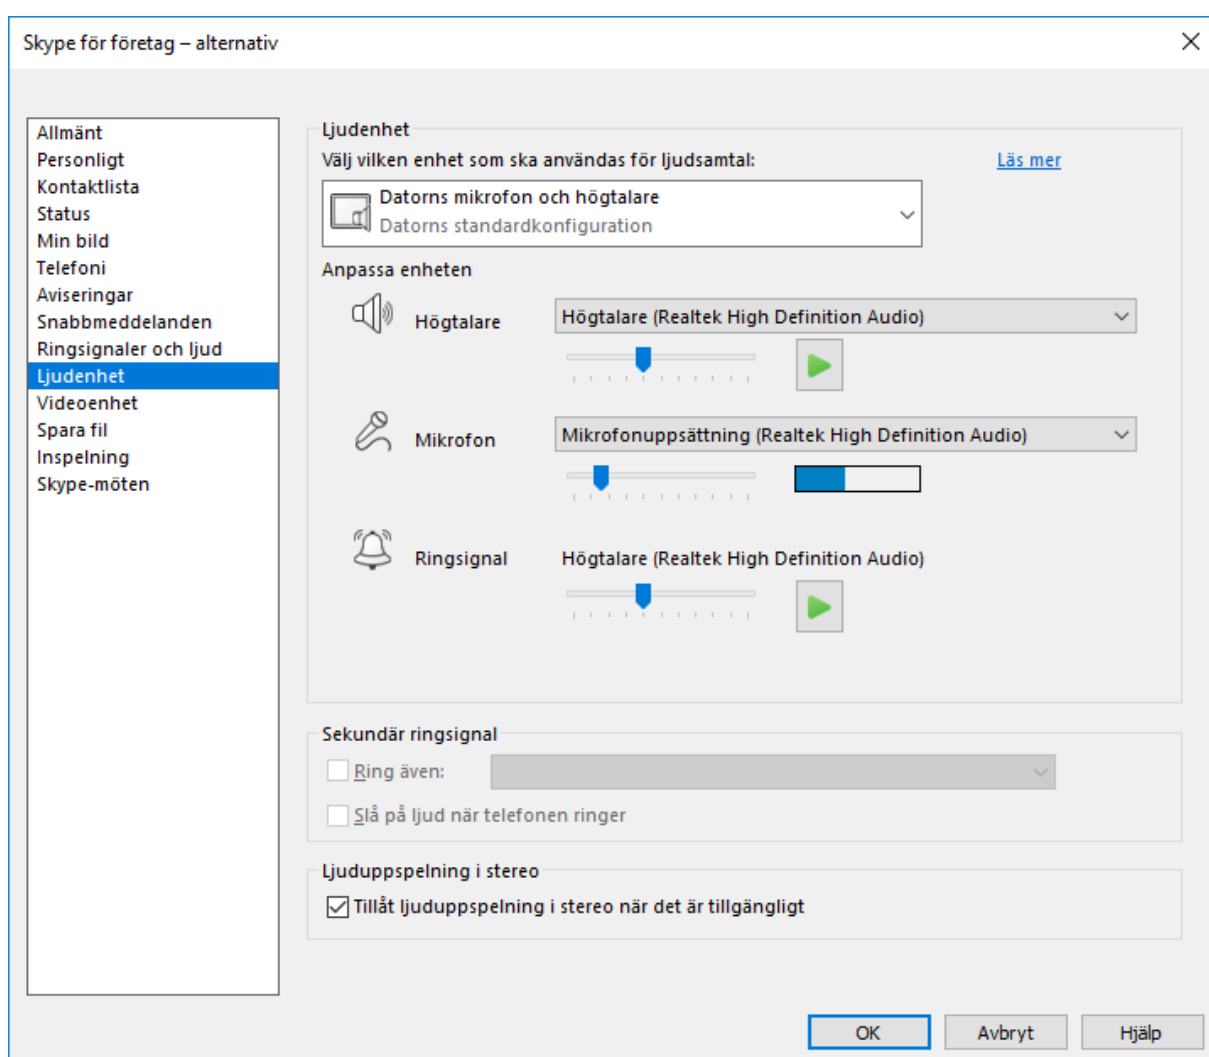 Skype för företag – alternativ
Allmänt
Personligt
Kontaktlista
Status
Min bild
Telefoni
Aviseringar
Snabbmeddelanden
Ringsignaler och ljud
Ljudenhet
Videoenhet
Spara fil
Inspelning
Skype-möten
Ljudenhet
Välj vilken enhet som ska användas för ljudsamtal:
Läs mer
Datorns mikrofon och högtalare
Datorns standardkonfiguration
Anpassa enheten
Högtalare
Högtalare (Realtek High Definition Audio)
Mikrofon
Mikrofonuppsättning (Realtek High Definition Audio)
Ringsignal
Högtalare (Realtek High Definition Audio)
Sekundär ringsignal
Ring även:
Slå på ljud när telefonen ringer
Ljuduppspelning i stereo
Tillåt ljuduppspelning i stereo när det är tillgängligt
OK
Avbryt
Hjälp